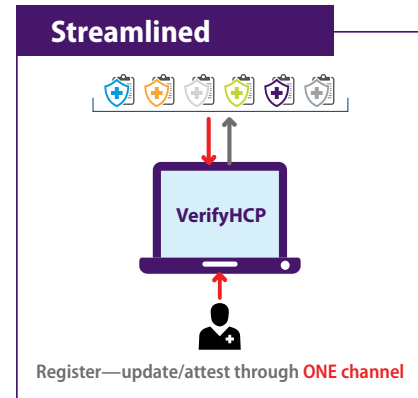 Streamlined
VerifyHCP
Register—update/attest through ONE channel